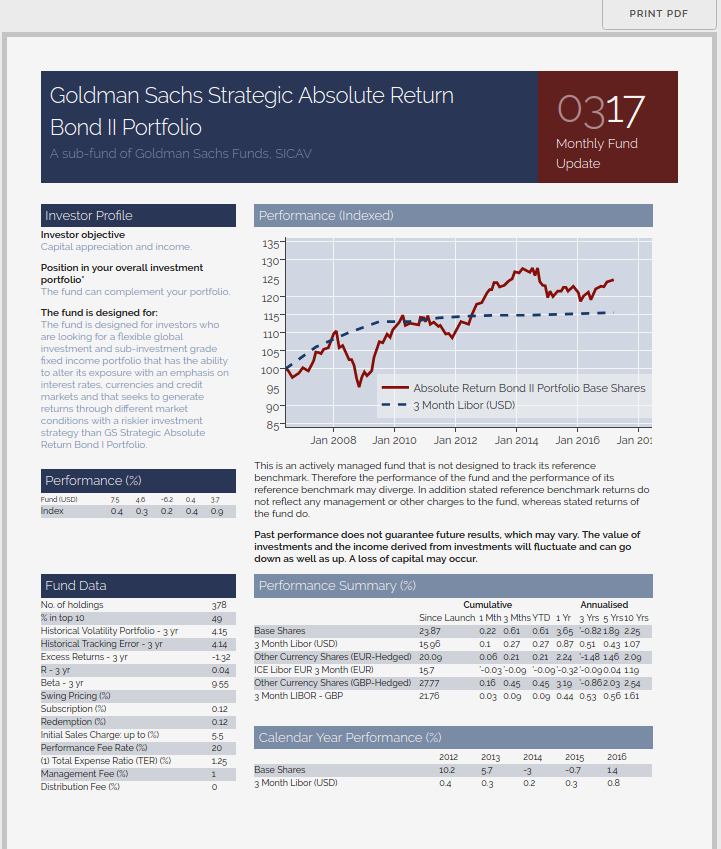 PRINT PDF
Goldman Sachs Strategic Absolute Return
Bond II Portfolio
A sub-fund of Goldman Sachs Funds, SICAV
0317
Monthly Fund
Update
Investor Profile
Investor objective
Capital appreciation and income.
Position in your overall investment
portfolio*
The fund can complement your portfolio.
The fund is designed for:
The fund is designed for investors who
are looking for a flexible global
investment and sub-investment grade
fixed income portfolio that has the ability
to alter its exposure with an emphasis on
interest rates, currencies and credit
markets and that seeks to generate
returns through different market
conditions with a riskier investment
strategy than GS Strategic Absolute
Return Bond I Portfolio.
Performance (%)
Fund (USD) 7.5 4.6 -6.2 0.4 3.7
Index 0.4 0.3 0.2 0.4 0.9
Performance (Indexed)
135
130
125
120
115
110
105
100
95
90
85
Absolute Return Bond II Portfolio Base Shares
3 Month Libor (USD)
Jan 2008 Jan 2010 Jan 2012 Jan 2014 Jan 2016 Jan 201
This is an actively managed fund that is not designed to track its reference
benchmark. Therefore the performance of the fund and the performance of its
reference benchmark may diverge. In addition stated reference benchmark returns do
not reflect any management or other charges to the fund, whereas stated returns of
the fund do.
Past performance does not guarantee future results, which may vary. The value of
investments and the income derived from investments will fluctuate and can go
down as well as up. A loss of capital may occur.
Fund Data
No. of holdings 378
% in top 10 49
Historical Volatility Portfolio - 3 yr 4.15
Historical Tracking Error - 3 yr 4.14
Excess Returns - 3 yr -1.32
R - 3 yr 0.04
Beta - 3 yr 9.55
Swing Pricing (%)
Subscription (%) 0.12
Redemption (%) 0.12
Initial Sales Charge: up to (%) 5.5
Performance Fee Rate (%) 20
(1) Total Expense Ratio (TER) (%) 1.25
Management Fee (%) 1
Distribution Fee (%) 0
Performance Summary (%)
Cumulative Annualised
Since Launch 1 Mth 3 Mths YTD 1 Yr 3 Yrs 5 Yrs 10 Yrs
Base Shares 23.87 0.22 0.61 0.61 3.65 '-0.82 1.89 2.25
3 Month Libor (USD) 15.96 0.1 0.27 0.27 0.87 0.51 0.43 1.07
Other Currency Shares (EUR-Hedged) 20.09 0.06 0.21 0.21 2.24 '-1.48 1.46 2.09
ICE Libor EUR 3 Month (EUR) 15.7 '-0.03 '-0.09 '-0.09 '-0.32 '-0.09 0.04 1.19
Other Currency Shares (GBP-Hedged) 27.77 0.16 0.45 0.45 3.19 '-0.86 2.03 2.54
3 Month LIBOR - GBP 21.76 0.03 0.09 0.09 0.44 0.53 0.56 1.61
Calendar Year Performance (%)
2012 2013 2014 2015 2016
Base Shares 10.2 5.7 -3 -0.7 1.4
3 Month Libor (USD) 0.4 0.3 0.2 0.3 0.8